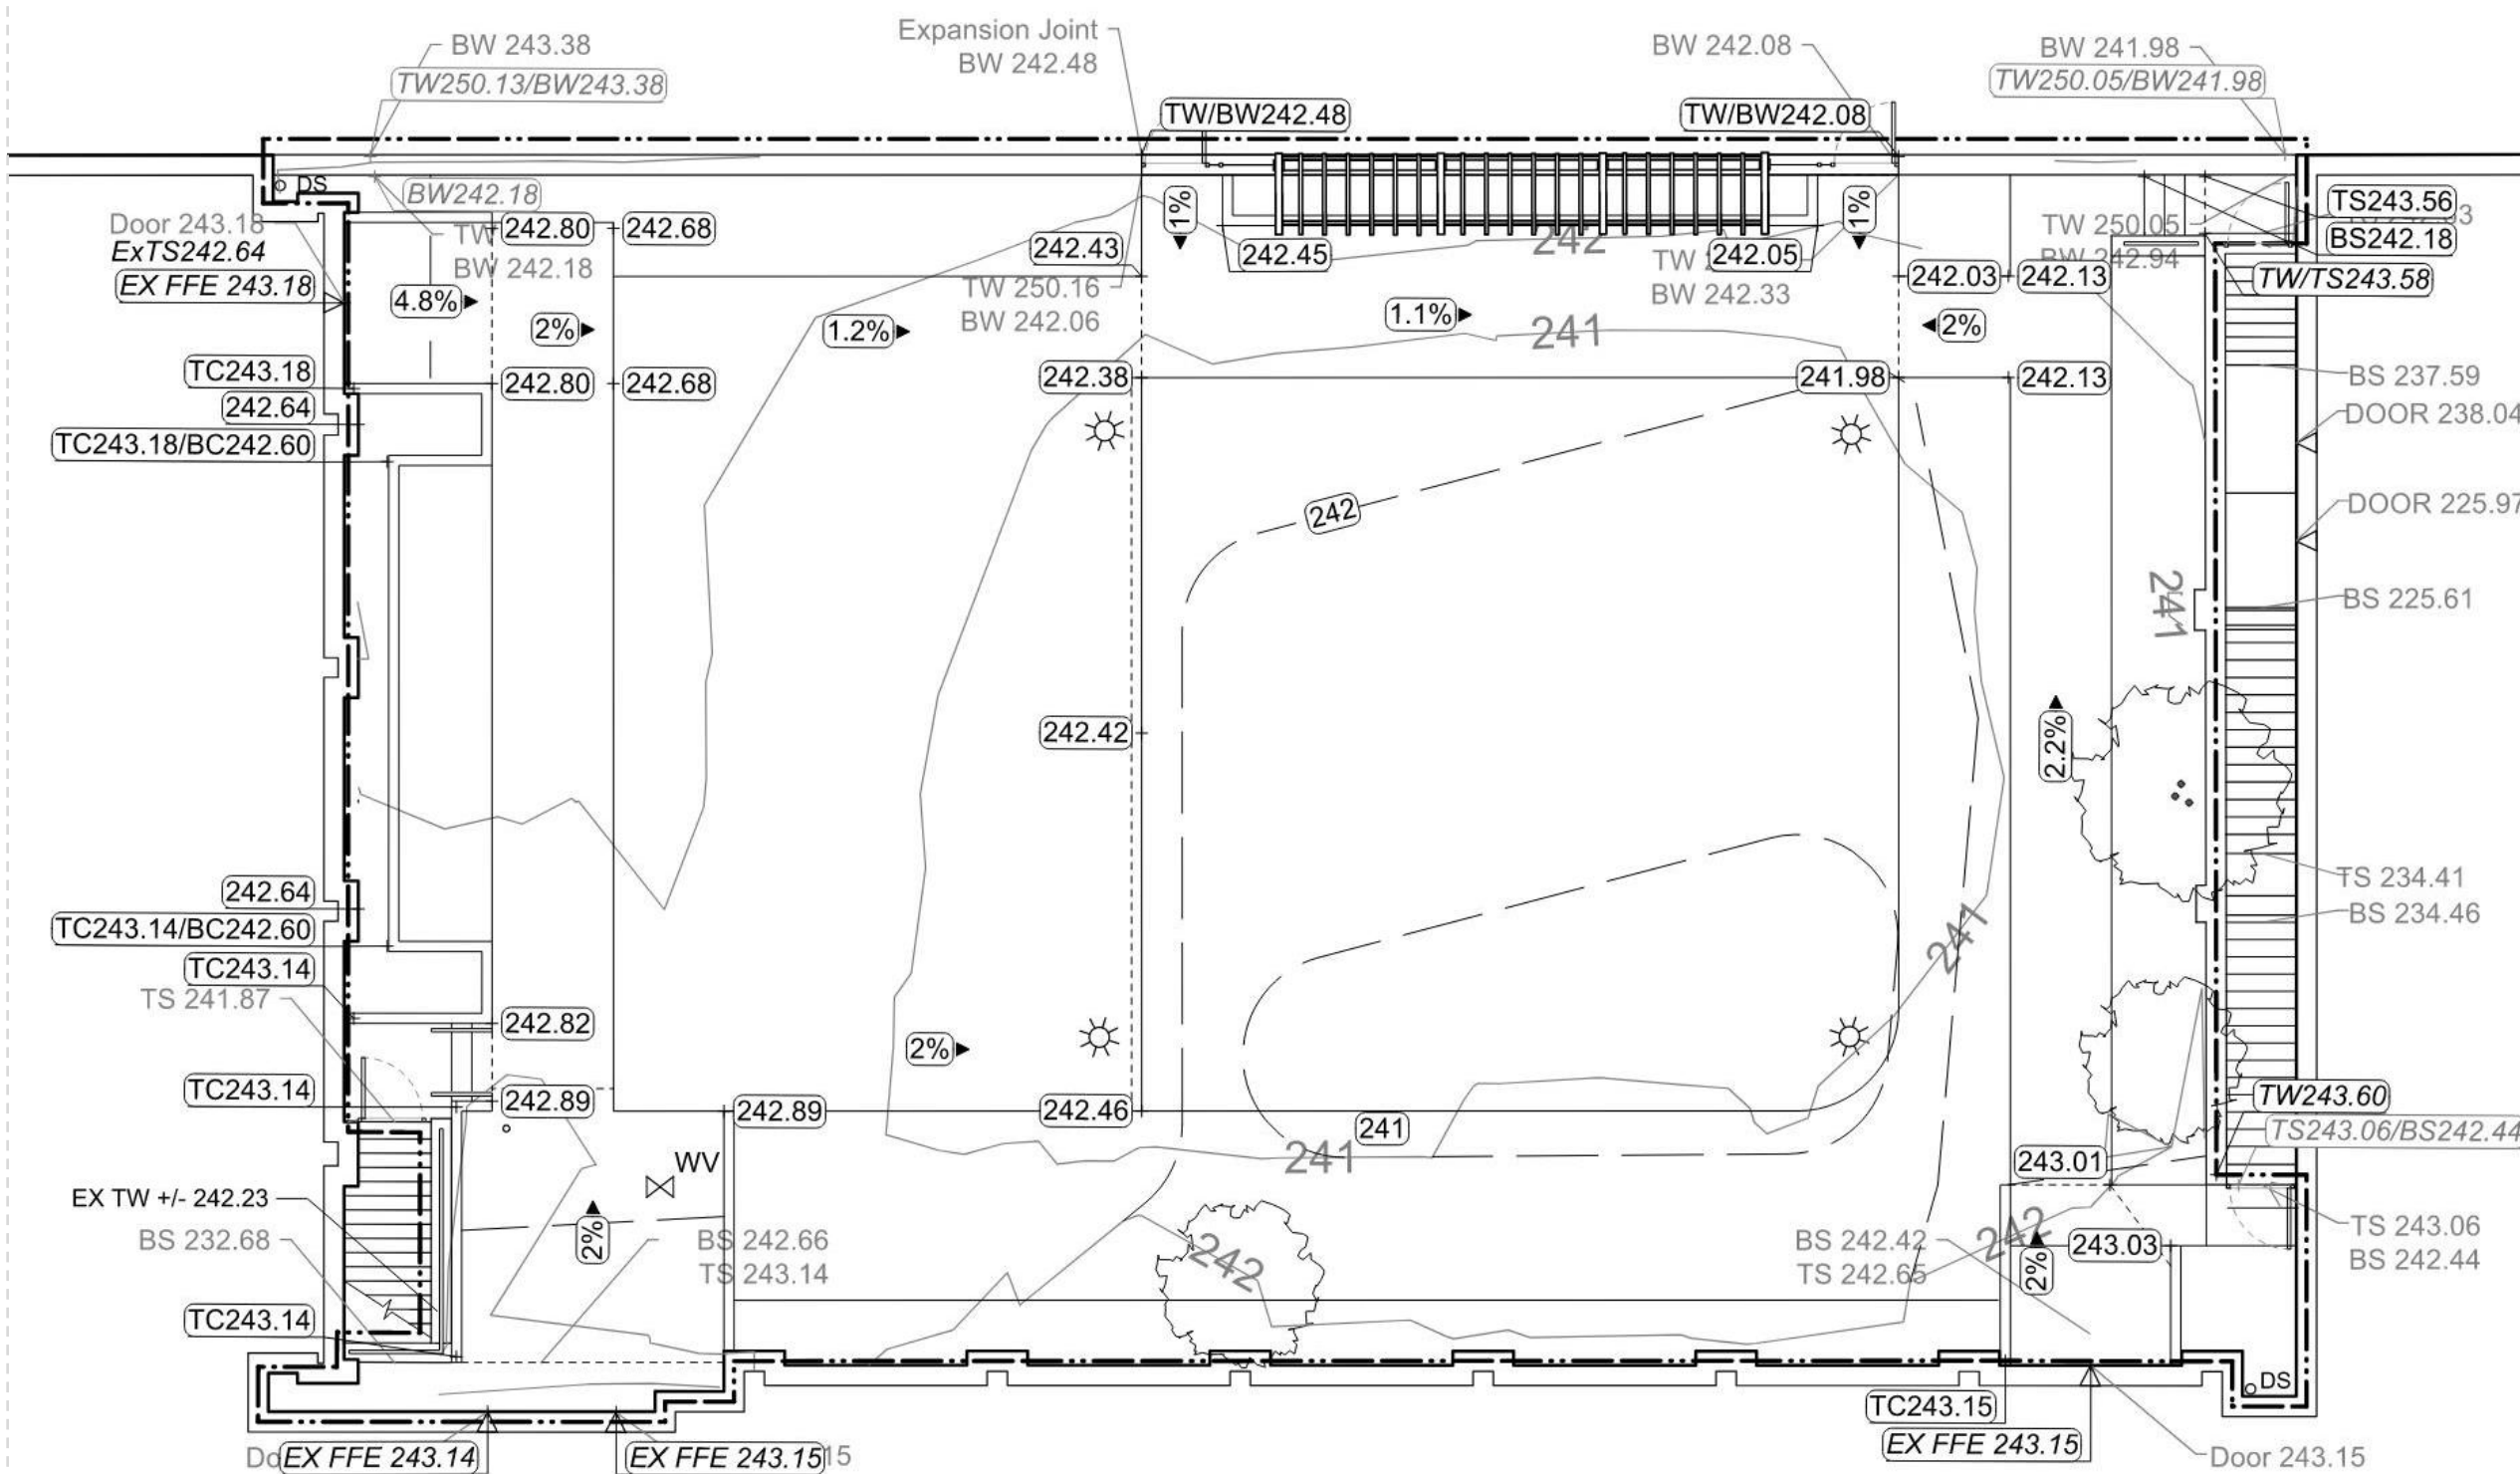 Expansion Joint
BW 242.48
BW 243.38
TW250.13/BW243.38
BW 242.08
BW 241.98
TW250.05/BW241.98
TW/BW242.48
TW/BW242.08
DS
BW242.18
Door 243.18
ExTS242.64
EX FFE 243.18
TW
BW 242.18
242.80
242.68
1%
1%
242.43
242.45
242
TW 2
BW 242.33
242.05
TW 250.05
BW 242.94
TS243.56
BS242.18
TW/TS243.58
242.03
242.13
4.8%
2%
1.2%
TW 250.16
BW 242.06
1.1%
241
2%
TC243.18
242.80
242.68
242.38
241.98
242.13
BS 237.59
242.64
TC243.18/BC242.60
DOOR 238.04
242
DOOR 225.97
241
BS 225.61
242.42
2.2%
242.64
TC243.14/BC242.60
TS 234.41
BS 234.46
241
TC243.14
TS 241.87
242.82
2%
TC243.14
242.89
242.89
242.46
241
241
TW243.60
TS243.06/BS242.44
243.01
WV
EX TW +/- 242.23
BS 232.68
2%
BS 242.66
TS 243.14
242
BS 242.42
TS 242.65
242
2%
243.03
TS 243.06
BS 242.44
TC243.14
DS
TC243.15
Do
EX FFE 243.14
EX FFE 243.15
15
EX FFE 243.15
Door 243.15